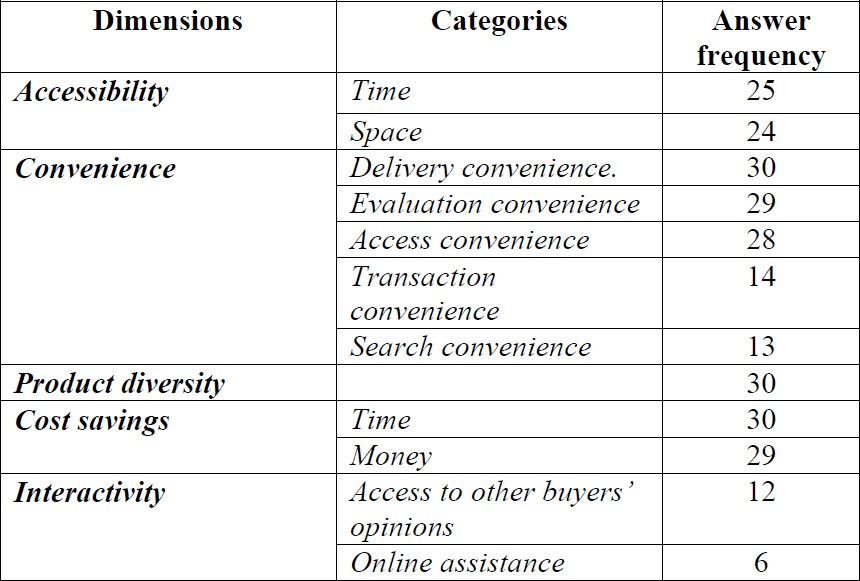 Dimensions Categories Answer
frequency
Accessibility Time 25
Space 24
Convenience Delivery convenience. 30
Evaluation convenience 29
Access convenience 28
Transaction 14
convenience
Search convenience 13
Product diversity 30
Cost savings Time 30
Money 29
Interactivity Access to other buyers’ 12
opinions
Online assistance 6